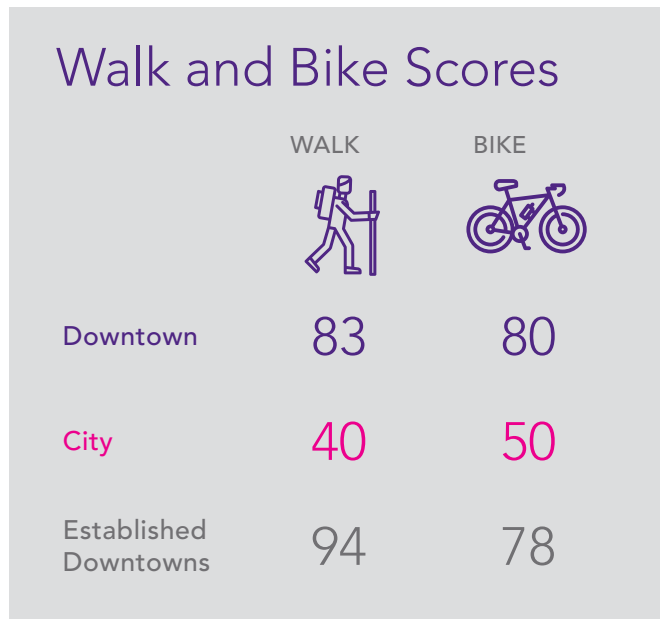 Walk and Bike Scores
WALK BIKE
Downtown 83 80
City 40 50
Established
Downtowns 94 78